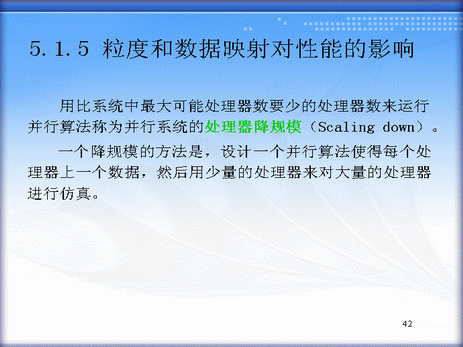 5.1.5 粒度和数据映射对性能的影响
用比系统中最大可能处理器数要少的处理器数来运行
并行算法称为并行系统的处理器降规模（Scaling down）。
一个降规模的方法是，设计一个并行算法使得每个处
理器上一个数据，然后用少量的处理器来对大量的处理器
进行仿真。
42